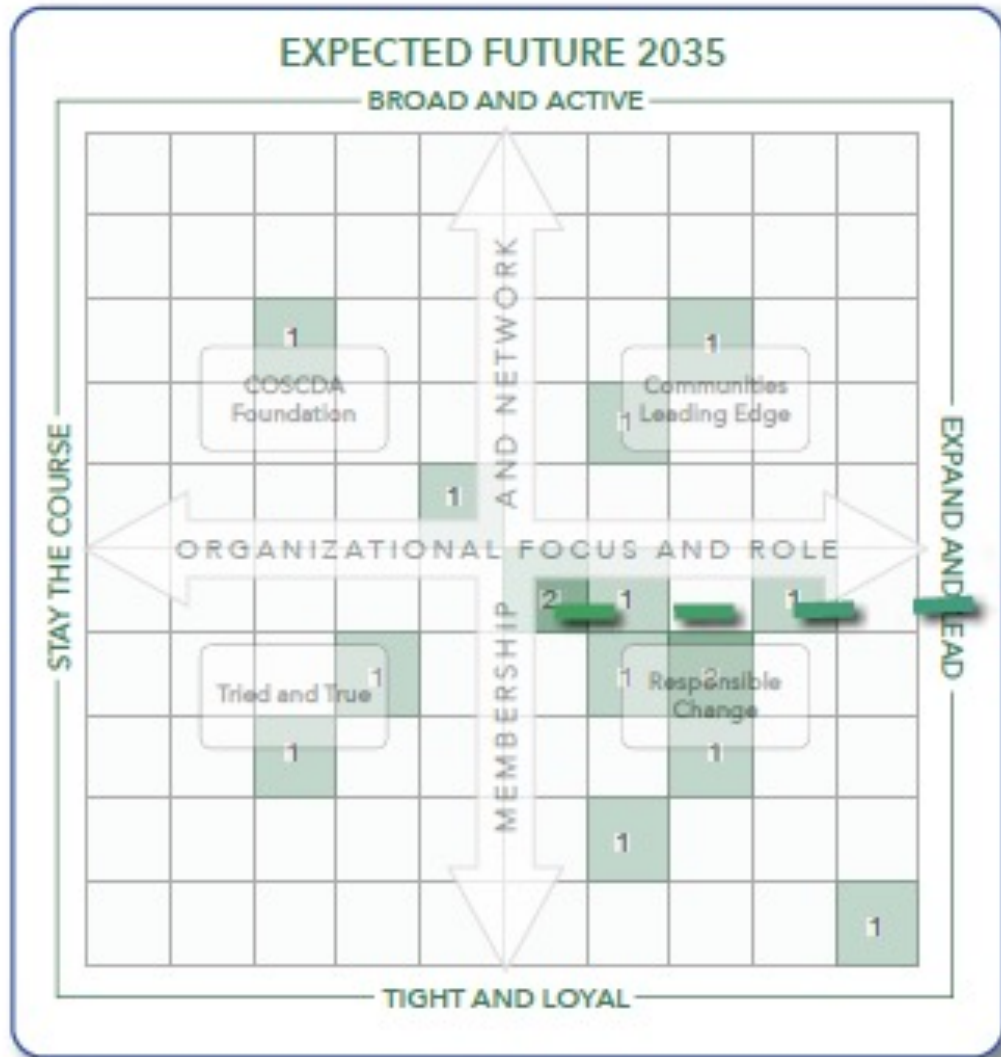 EXPECTED FUTURE 2035
BROAD AND ACTIVE
1
1
COSCDA
Foundation
Communities
Leading Edge
1
1
STAY THE COURSE
EXPAND AND LEAD
MEMBERSHIP AND NETWORK
ORGANIZATIONAL FOCUS AND ROLE
2
1
1
1
Tried and True
1
2
Responsible
Change
1
1
1
1
TIGHT AND LOYAL